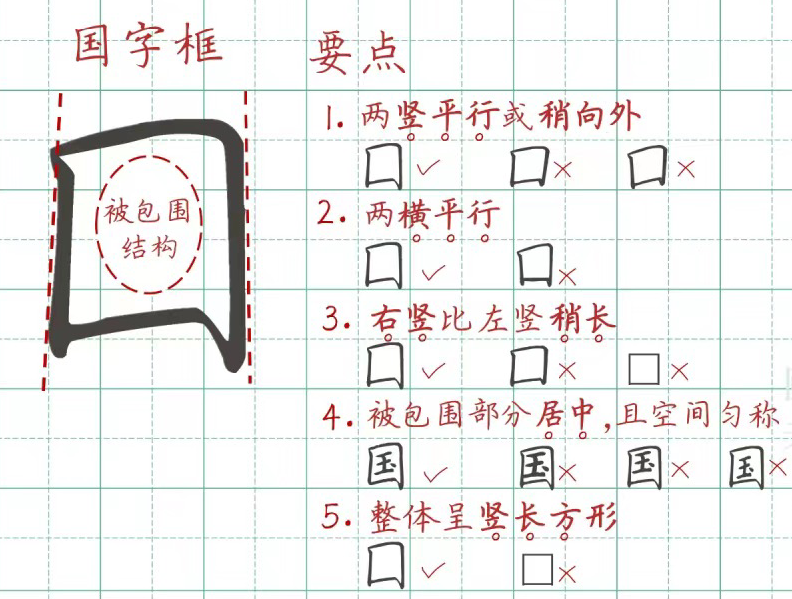 国字框
要点
被包围
结构
1. 两竖平行或稍向外
口 ✓ 口 × 口 ×
2. 两横平行
口 ✓ 口 ×
3. 右竖比左竖稍长
口 ✓ 口 × 口 ×
4. 被包围部分居中,且空间匀称
国 ✓ 国 × 国 × 国 ×
5. 整体呈竖长方形
口 ✓ 口 ×